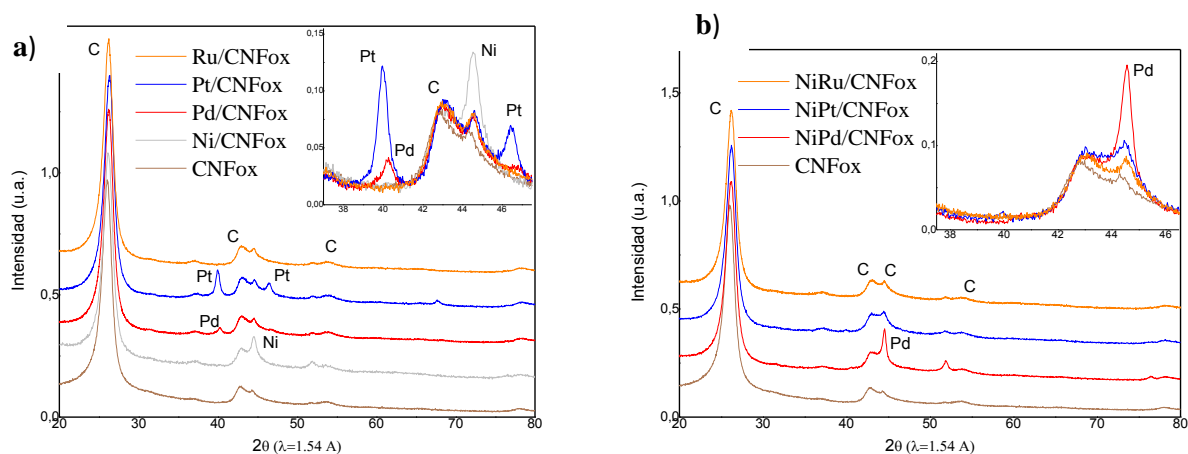 a)
C
Ru/CNFox
Pt/CNFox
Pd/CNFox
Ni/CNFox
CNFox
0,15
0,10
0,05
0,00
Pt
Pd
C
Ni
Pt
38 40 42 44 46
Intensidad (u.a.)
1,0
0,5
0,0
C
C
Pt
Pt
Pd
Ni
20 30 40 50 60 70 80
2θ (λ=1.54 A)
b)
C
NiRu/CNFox
NiPt/CNFox
NiPd/CNFox
CNFox
0,2
0,1
0,0
Pd
38 40 42 44 46
Intensidad (u.a.)
1,5
1,0
0,5
0,0
C
C
C
Pd
20 30 40 50 60 70 80
2θ (λ=1.54 A)